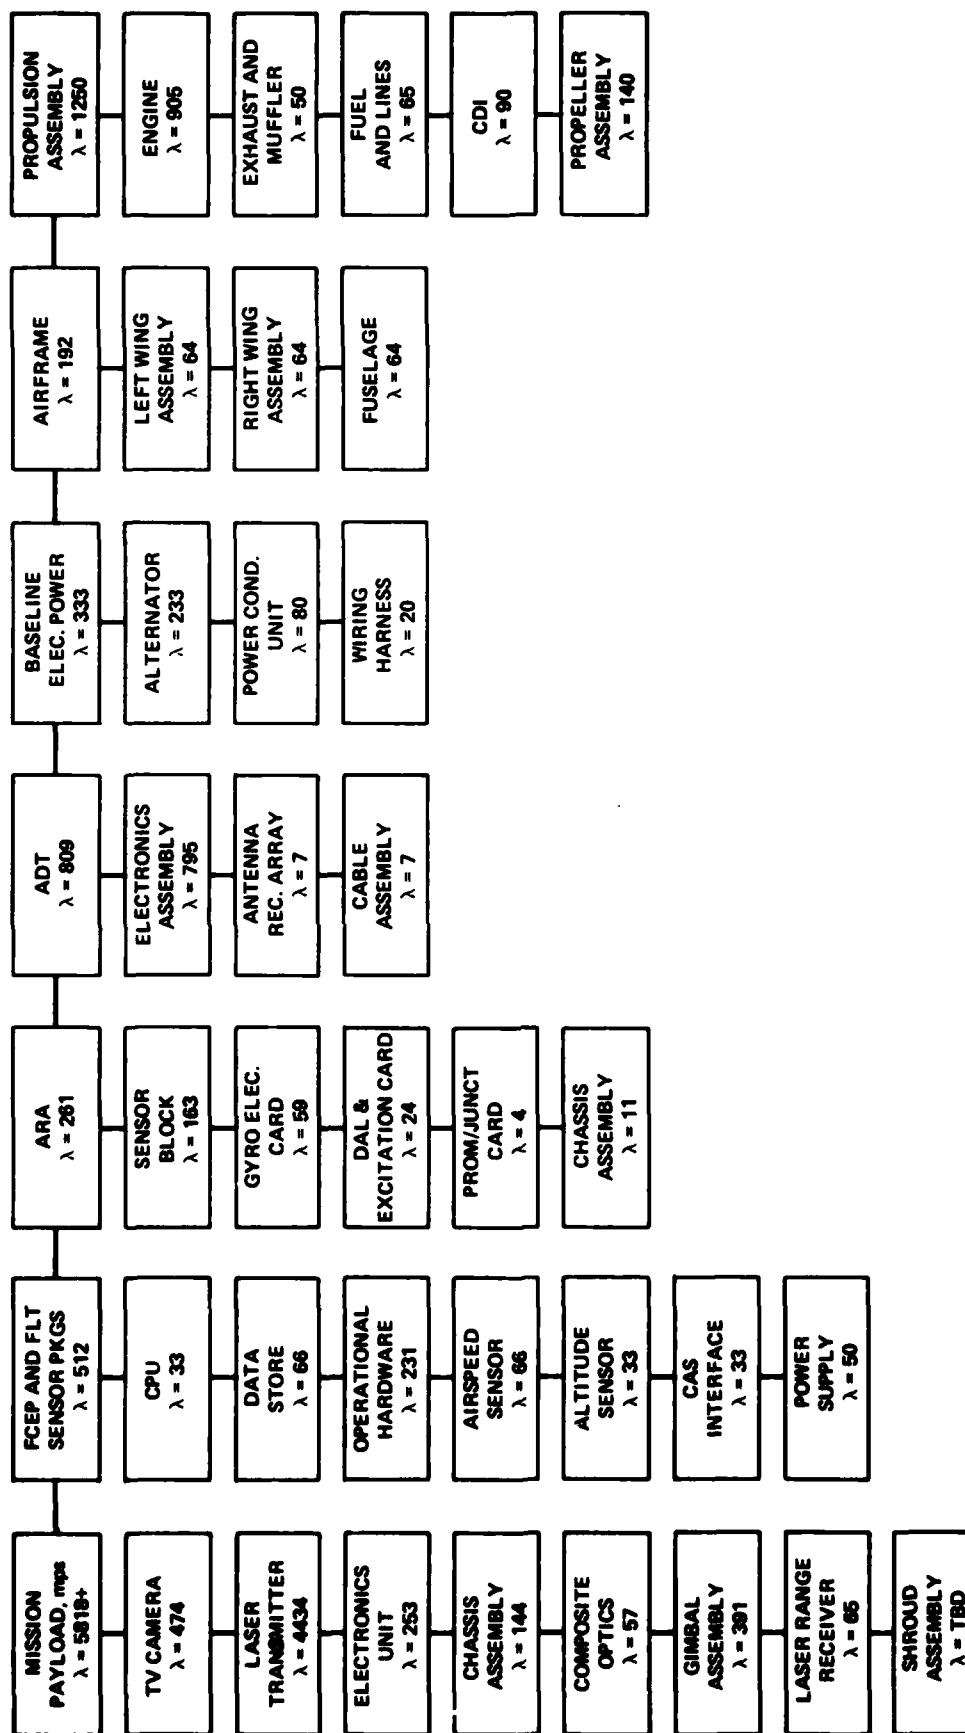 MISSION
PAYLOAD, mps
λ = 5818+
TV CAMERA
λ = 474
LASER
TRANSMITTER
λ = 4434
ELECTRONICS
UNIT
λ = 253
CHASSIS
ASSEMBLY
λ = 144
COMPOSITE
OPTICS
λ = 57
GIMBAL
ASSEMBLY
λ = 391
LASER RANGE
RECEIVER
λ = 65
SHROUD
ASSEMBLY
λ = TBD
FCEP AND FLT
SENSOR PKGS
λ = 512
CPU
λ = 33
DATA
STORE
λ = 66
OPERATIONAL
HARDWARE
λ = 231
AIRSPEED
SENSOR
λ = 66
ALTITUDE
SENSOR
λ = 33
CAS
INTERFACE
λ = 33
POWER
SUPPLY
λ = 50
ARA
λ = 261
SENSOR
BLOCK
λ = 163
GYRO ELEC.
CARD
λ = 59
DAL &
EXCITATION CARD
λ = 24
PROM/JUNCT
CARD
λ = 4
CHASSIS
ASSEMBLY
λ = 11
ADT
λ = 809
ELECTRONICS
ASSEMBLY
λ = 795
ANTENNA
REC. ARRAY
λ = 7
CABLE
ASSEMBLY
λ = 7
BASELINE
ELEC. POWER
λ = 333
ALTERNATOR
λ = 233
POWER COND.
UNIT
λ = 80
WIRING
HARNESS
λ = 20
AIRFRAME
λ = 192
LEFT WING
ASSEMBLY
λ = 64
RIGHT WING
ASSEMBLY
λ = 64
FUSELAGE
λ = 64
PROPULSION
ASSEMBLY
λ = 1250
ENGINE
λ = 905
EXHAUST AND
MUFFLER
λ = 50
FUEL
AND LINES
λ = 65
CDI
λ = 90
PROPELLER
ASSEMBLY
λ = 140